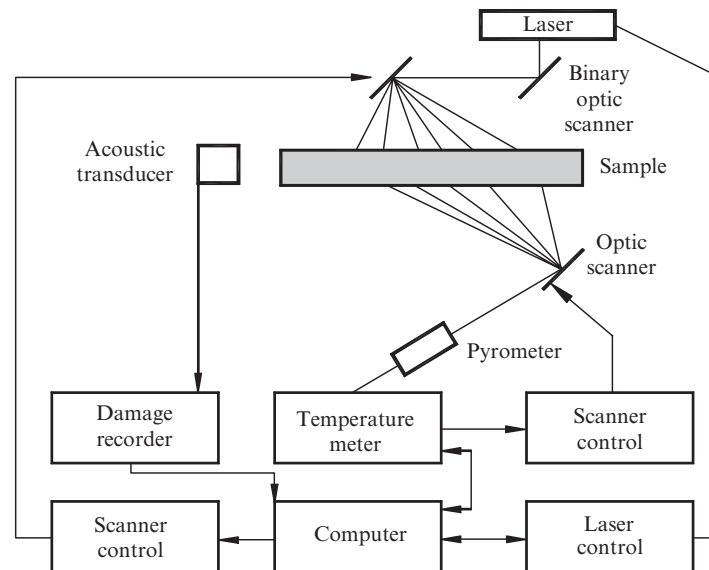 Laser
Binary
optic
scanner
Acoustic
transducer
Sample
Optic
scanner
Pyrometer
Damage
recorder
Temperature
meter
Scanner
control
Scanner
control
Computer
Laser
control